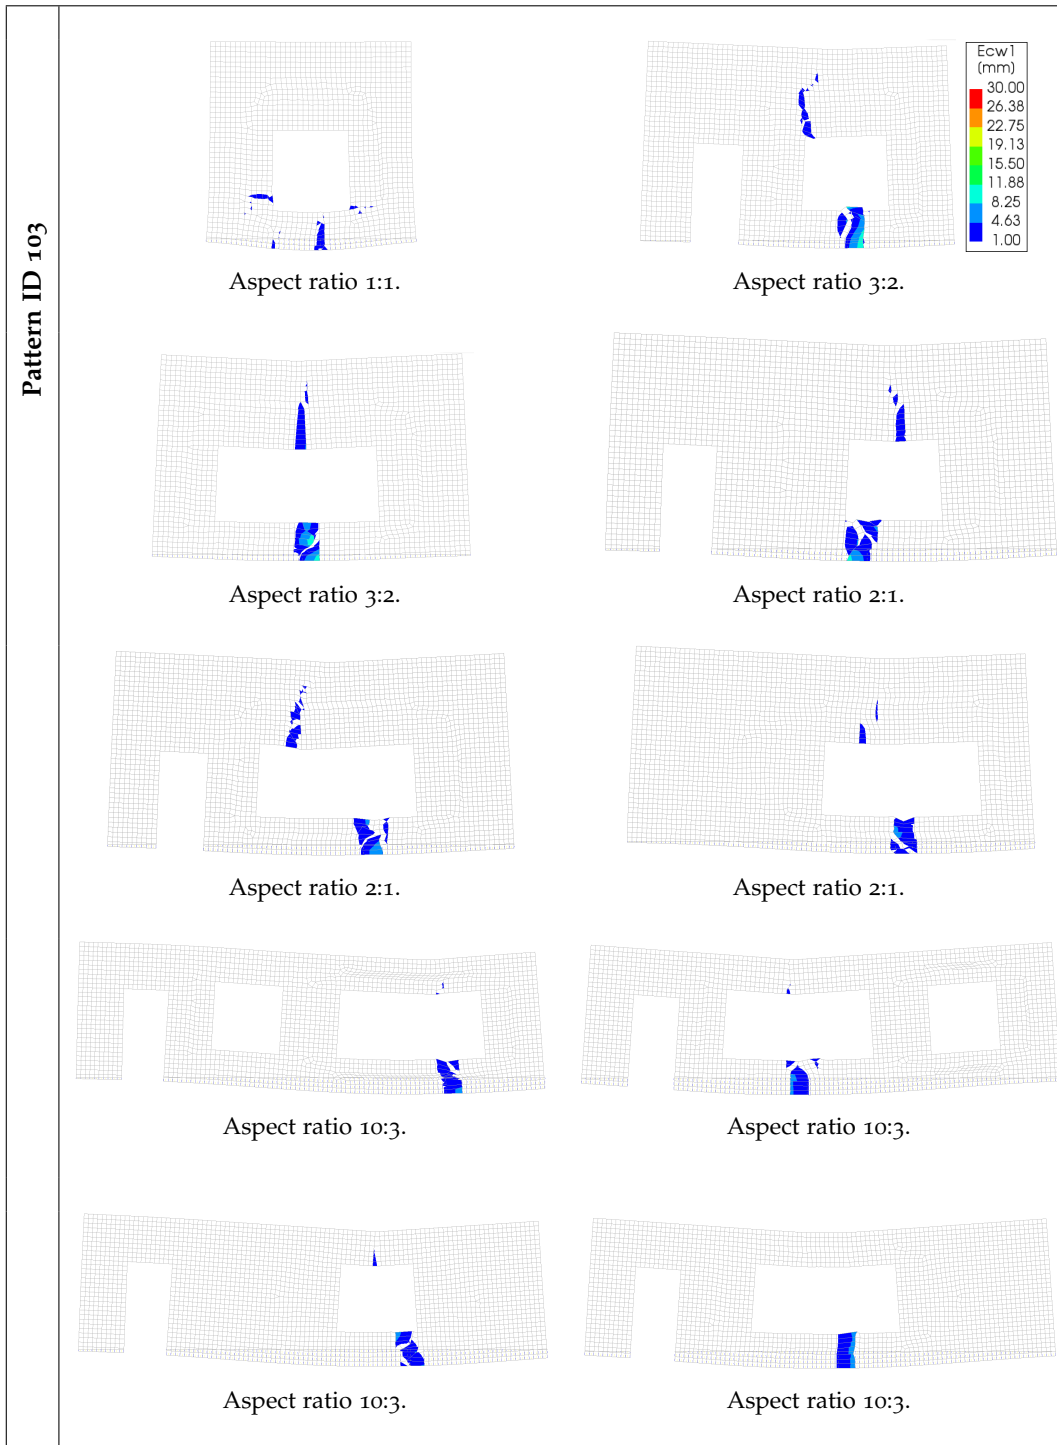 Pattern ID 103
Ecw1
(mm)
30.00
26.38
22.75
19.13
15.50
11.88
8.25
4.63
1.00
Aspect ratio 1:1.
Aspect ratio 3:2.
Aspect ratio 3:2.
Aspect ratio 2:1.
Aspect ratio 2:1.
Aspect ratio 2:1.
Aspect ratio 10:3.
Aspect ratio 10:3.
Aspect ratio 10:3.
Aspect ratio 10:3.